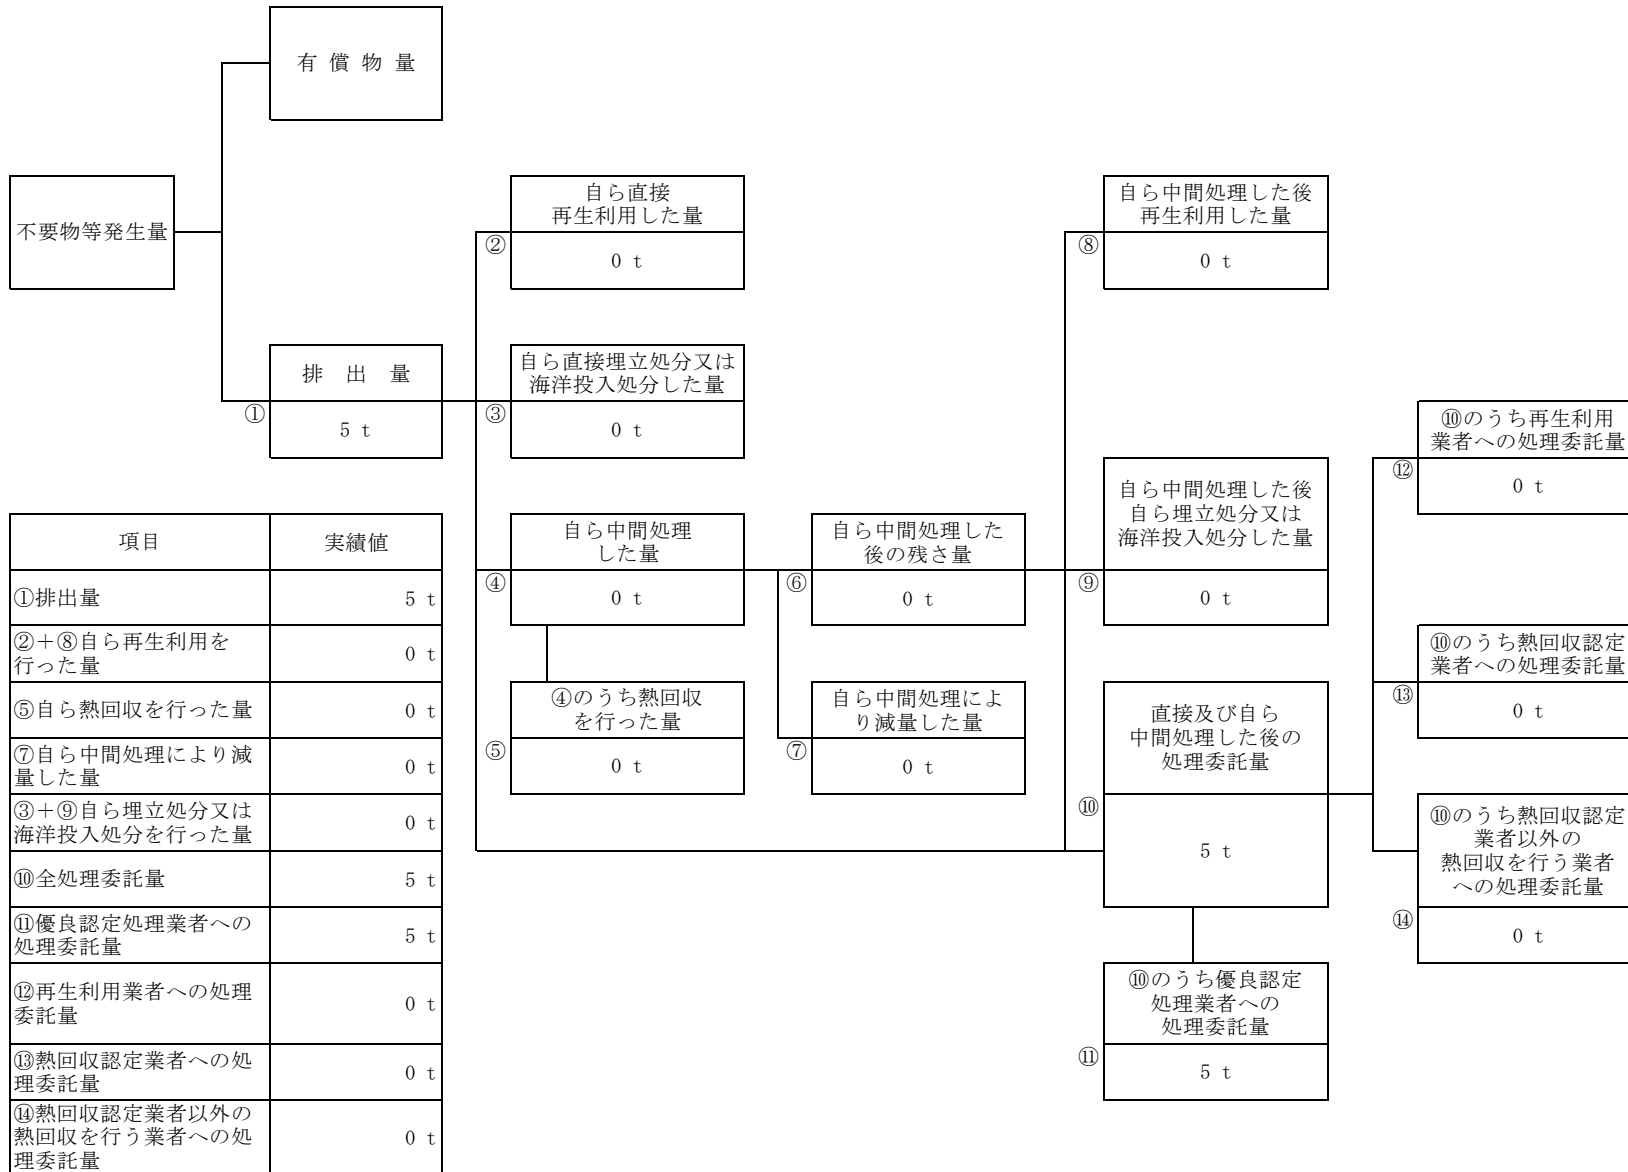 有償物量
不要物等発生量
自ら直接
再生利用した量
②
0 t
自ら中間処理した後
再生利用した量
⑧
0 t
排出量
①
5 t
自ら直接埋立処分又は
海洋投入処分した量
③
0 t
⑩のうち再生利用
業者への処理委託量
⑫
0 t
自ら中間処理
した量
④
0 t
自ら中間処理した
後の残さ量
⑥
0 t
自ら中間処理した後
自ら埋立処分又は
海洋投入処分した量
⑨
0 t
⑩のうち熱回収認定
業者への処理委託量
⑬
0 t
④のうち熱回収
を行った量
⑤
0 t
自ら中間処理によ
り減量した量
⑦
0 t
直接及び自ら
中間処理した後の
処理委託量
⑩
5 t
⑩のうち熱回収認定
業者以外の
熱回収を行う業者
への処理委託量
⑭
0 t
⑩のうち優良認定
処理業者への
処理委託量
⑪
5 t
項目 実績値
①排出量 5 t
②＋⑧自ら再生利用を
行った量 0 t
⑤自ら熱回収を行った量 0 t
⑦自ら中間処理により減
量した量 0 t
③＋⑨自ら埋立処分又は
海洋投入処分を行った量 0 t
⑩全処理委託量 5 t
⑪優良認定処理業者への
処理委託量 5 t
⑫再生利用業者への処理
委託量 0 t
⑬熱回収認定業者への処
理委託量 0 t
⑭熱回収認定業者以外の
熱回収を行う業者への処 0 t
理委託量